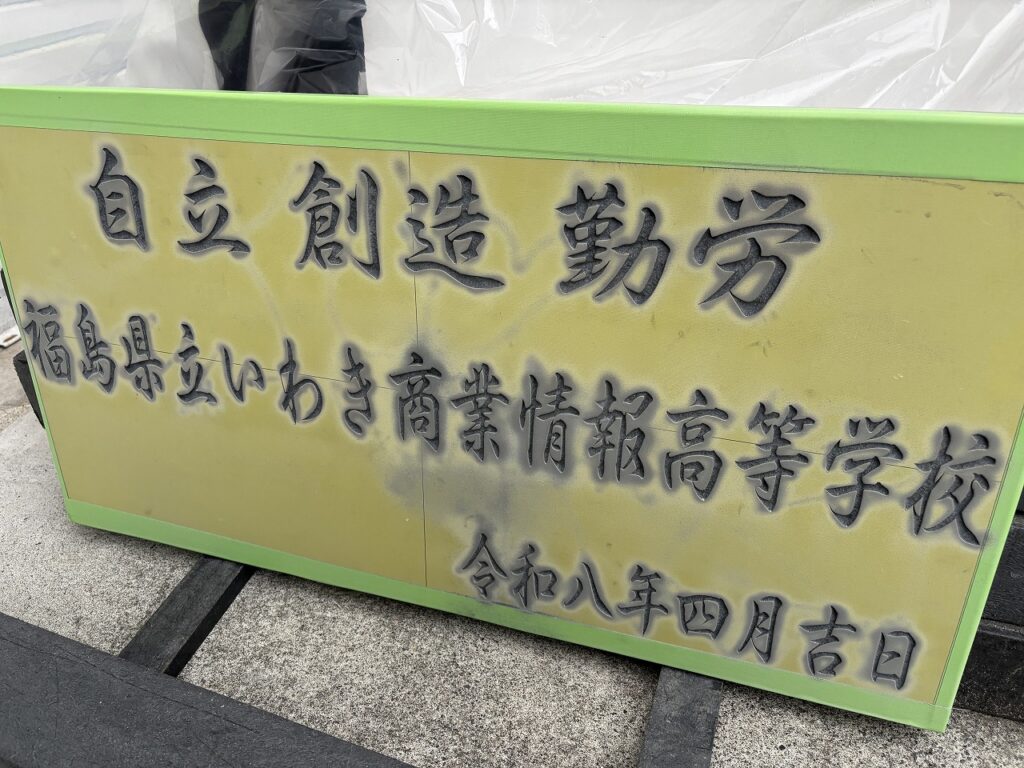 自立 創造 勤労
福島県立いわき商業情報高等学校
令和八年四月吉日